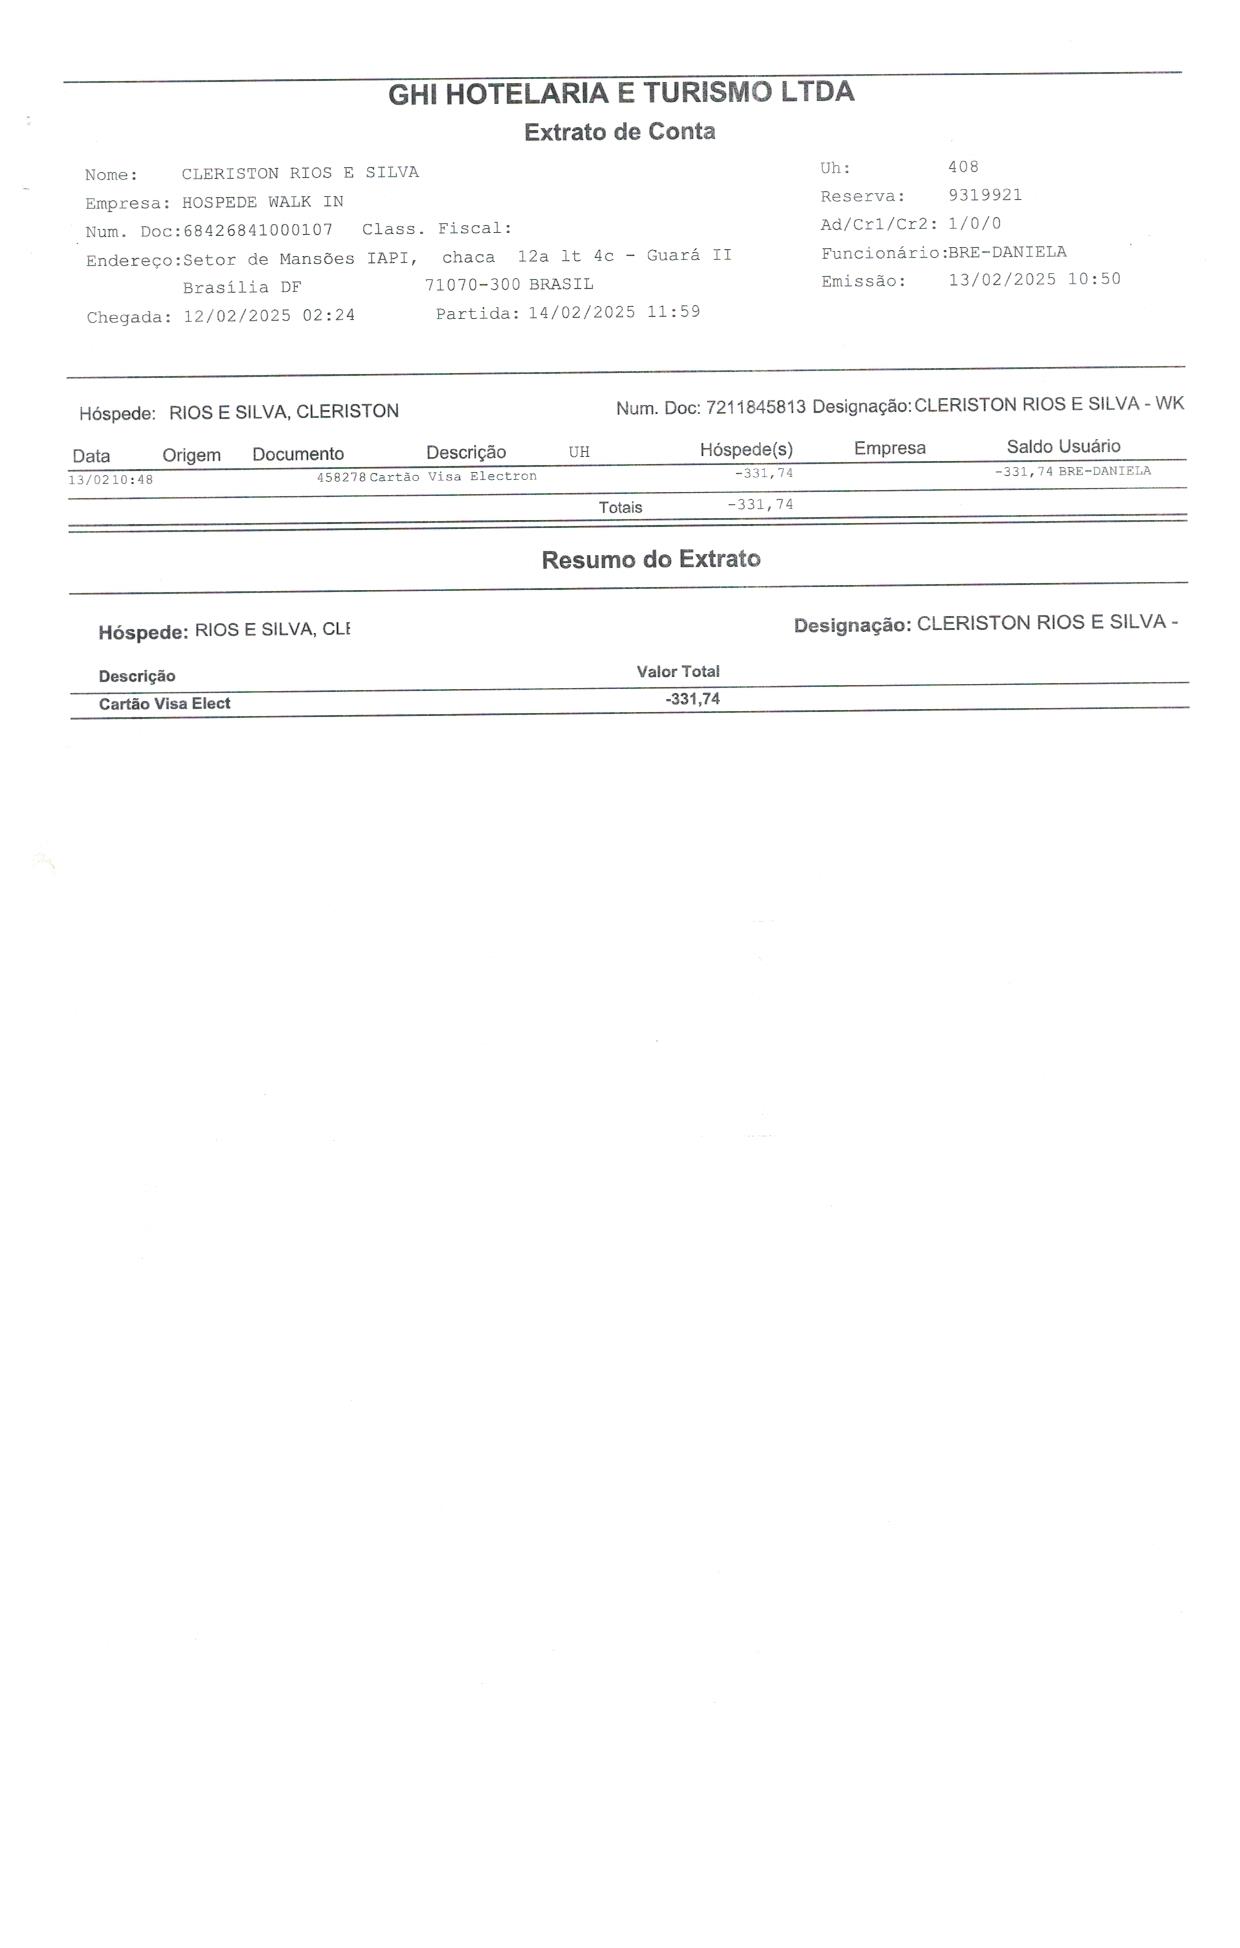 GHI HOTELARIA E TURISMO LTDA
Extrato de Conta
Nome: CLERISTON RIOS E SILVA Uh: 408
Empresa: HOSPEDE WALK IN Reserva: 9319921
Num. Doc:68426841000107 Class. Fiscal: Ad/Cr1/Cr2: 1/0/0
Endereço:Setor de Mansões IAPI, chaca 12a lt 4c - Guará II Funcionário:BRE-DANIELA
Brasília DF 71070-300 BRASIL Emissão: 13/02/2025 10:50
Chegada: 12/02/2025 02:24 Partida: 14/02/2025 11:59
Hóspede: RIOS E SILVA, CLERISTON Num. Doc: 7211845813 Designação:CLERISTON RIOS E SILVA - WK
Data Origem Documento Descrição UH Hóspede(s) Empresa Saldo Usuário
13/0210:48 458278 Cartão Visa Electron -331,74 -331,74 BRE-DANIELA
Totais -331,74
Resumo do Extrato
Hóspede: RIOS E SILVA, CLE Designação: CLERISTON RIOS E SILVA -
Descrição Valor Total
Cartão Visa Elect -331,74